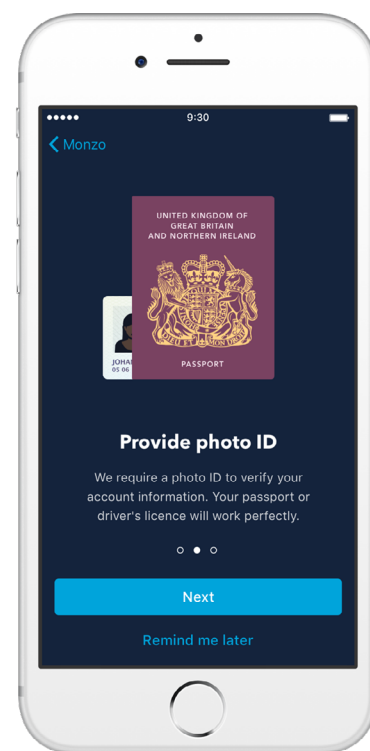 9:30
Monzo
UNITED KINGDOM OF
GREAT BRITAIN
AND NORTHERN IRELAND
JOHA
05 06
PASSPORT
Provide photo ID
We require a photo ID to verify your
account information. Your passport or
driver's licence will work perfectly.
Next
Remind me later